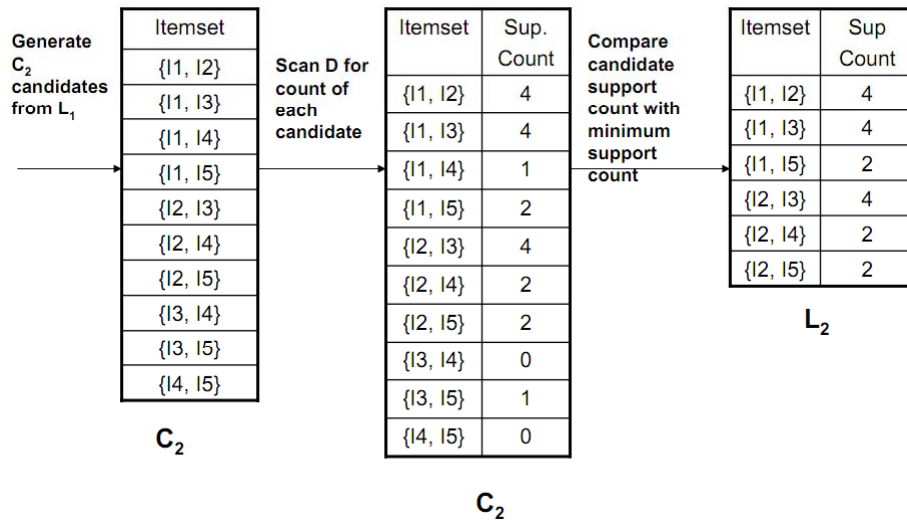 Generate
C2
candidates
from L1
Itemset
{I1, I2}
{I1, I3}
{I1, I4}
{I1, I5}
{I2, I3}
{I2, I4}
{I2, I5}
{I3, I4}
{I3, I5}
{I4, I5}
C2
Scan D for
count of
each
candidate
Itemset Sup. Count
{I1, I2} 4
{I1, I3} 4
{I1, I4} 1
{I1, I5} 2
{I2, I3} 4
{I2, I4} 2
{I2, I5} 2
{I3, I4} 0
{I3, I5} 1
{I4, I5} 0
C2
Compare
candidate
support
count with
minimum
support
count
Itemset Sup Count
{I1, I2} 4
{I1, I3} 4
{I1, I5} 2
{I2, I3} 4
{I2, I4} 2
{I2, I5} 2
L2